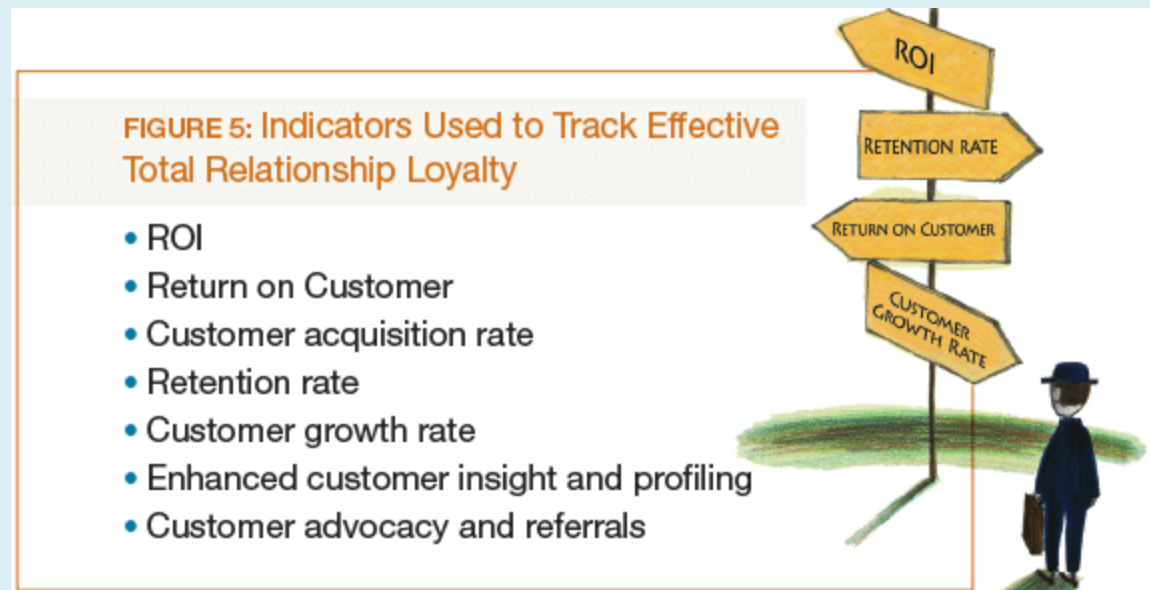 FIGURE 5: Indicators Used to Track Effective
Total Relationship Loyalty
• ROI
• Return on Customer
• Customer acquisition rate
• Retention rate
• Customer growth rate
• Enhanced customer insight and profiling
• Customer advocacy and referrals
ROI
RETENTION RATE
RETURN ON CUSTOMER
CUSTOMER
GROWTH RATE